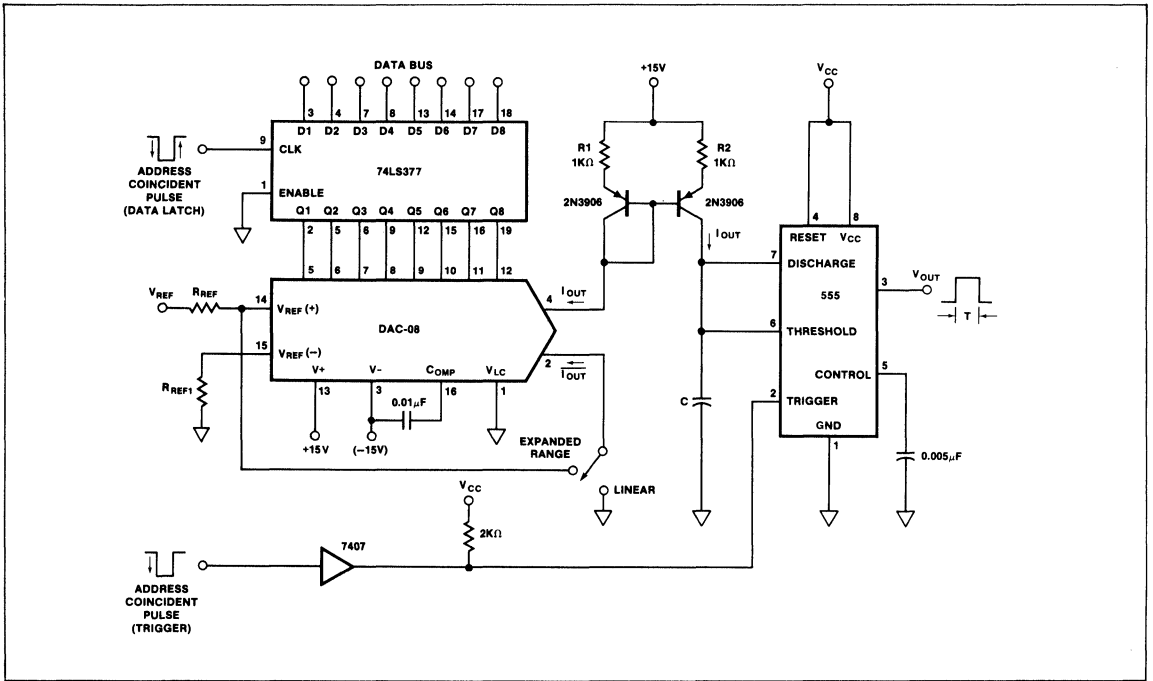 DATA BUS
3 4 7 8 13 14 17 18
D1 D2 D3 D4 D5 D6 D7 D8
9
CLK
ADDRESS
COINCIDENT
PULSE
(DATA LATCH)
74LS377
1
ENABLE
Q1 Q2 Q3 Q4 Q5 Q6 Q7 Q8
2 5 6 9 12 15 16 19
5 6 7 8 9 10 11 12
VREF
RREF
14
VREF (+)
DAC-08
15
VREF (−)
RREF1
V+
V−
COMP
VLC
13
3
16
1
0.01μF
+15V
(−15V)
4
IOUT
2
IOUT
EXPANDED
RANGE
LINEAR
+15V
R1
1KΩ
R2
1KΩ
2N3906
2N3906
IOUT
C
VCC
4
8
RESET
VCC
7
DISCHARGE
555
3
VOUT
T
6
THRESHOLD
CONTROL
5
2
TRIGGER
GND
1
0.005μF
VCC
2KΩ
7407
ADDRESS
COINCIDENT
PULSE
(TRIGGER)